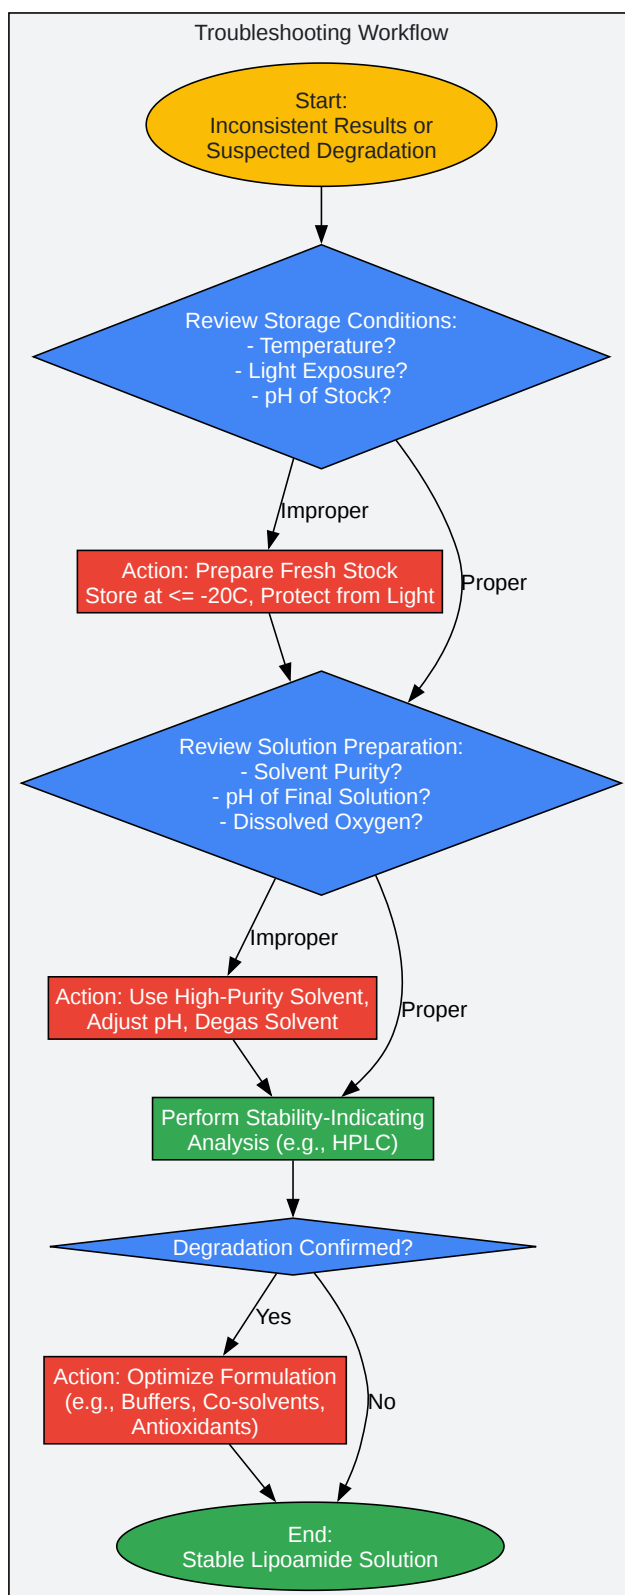 Troubleshooting Workflow
Start:
Inconsistent Results or
Suspected Degradation
Review Storage Conditions:
- Temperature?
- Light Exposure?
- pH of Stock?
Improper
Proper
Action: Prepare Fresh Stock
Store at <= -20C, Protect from Light
Review Solution Preparation:
- Solvent Purity?
- pH of Final Solution?
- Dissolved Oxygen?
Improper
Proper
Action: Use High-Purity Solvent,
Adjust pH, Degas Solvent
Perform Stability-Indicating
Analysis (e.g., HPLC)
Degradation Confirmed?
Yes
No
Action: Optimize Formulation
(e.g., Buffers, Co-solvents,
Antioxidants)
End:
Stable Lipoamide Solution